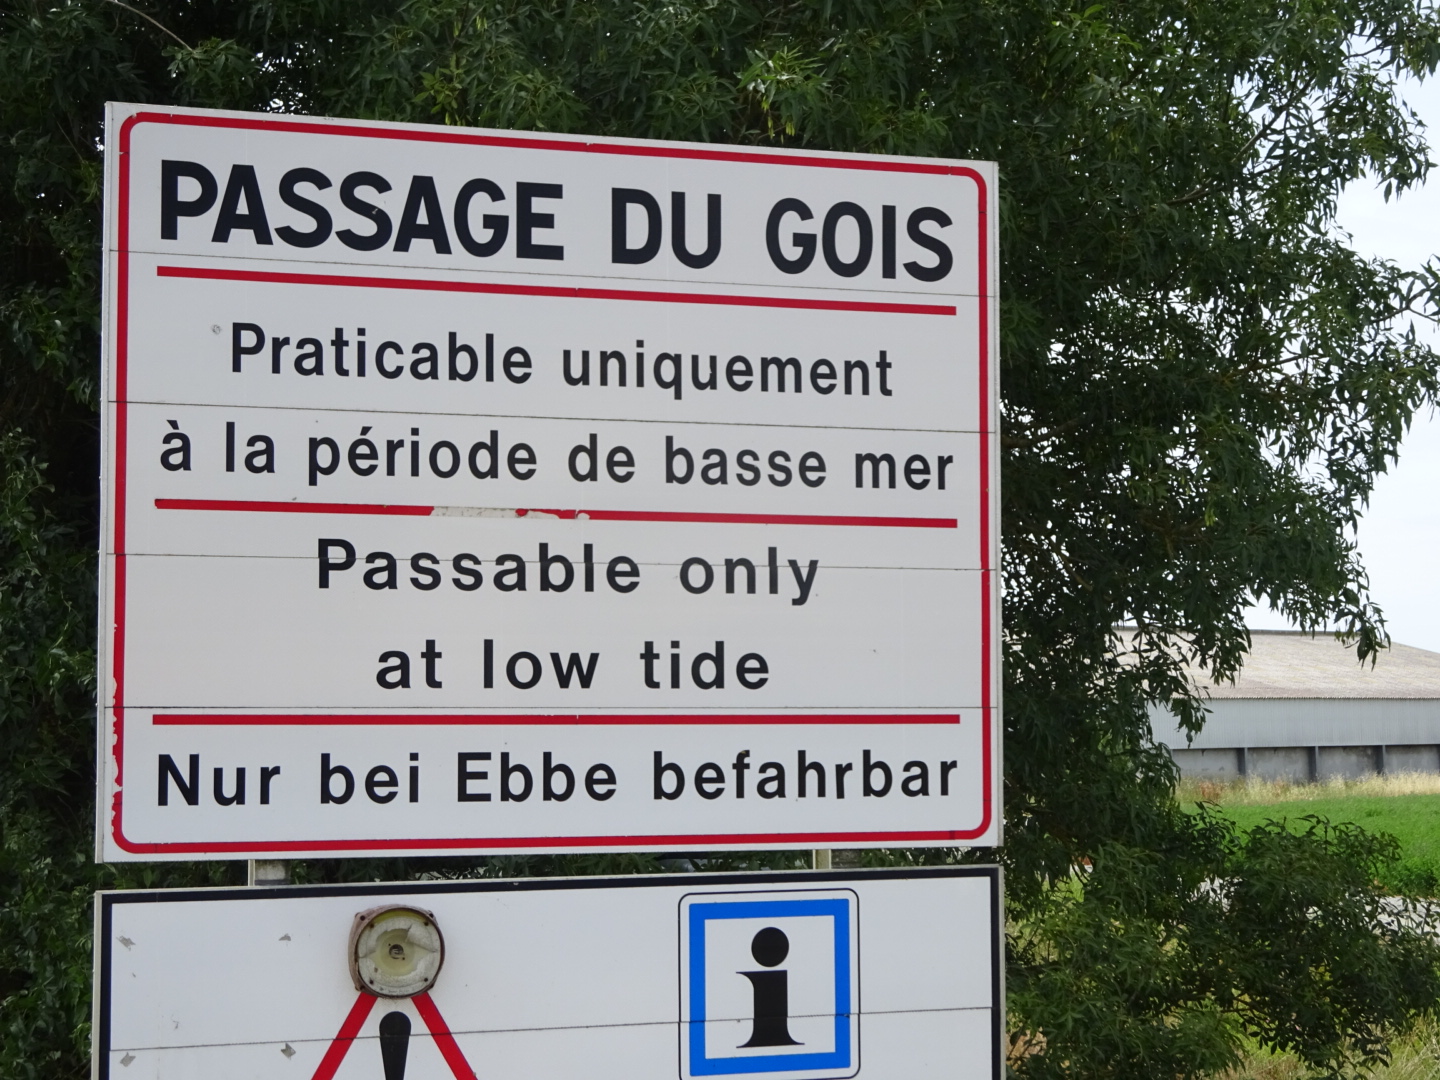 PASSAGE DU GOIS
Praticable uniquement
à la période de basse mer
Passable only
at low tide
Nur bei Ebbe befahrbar
i